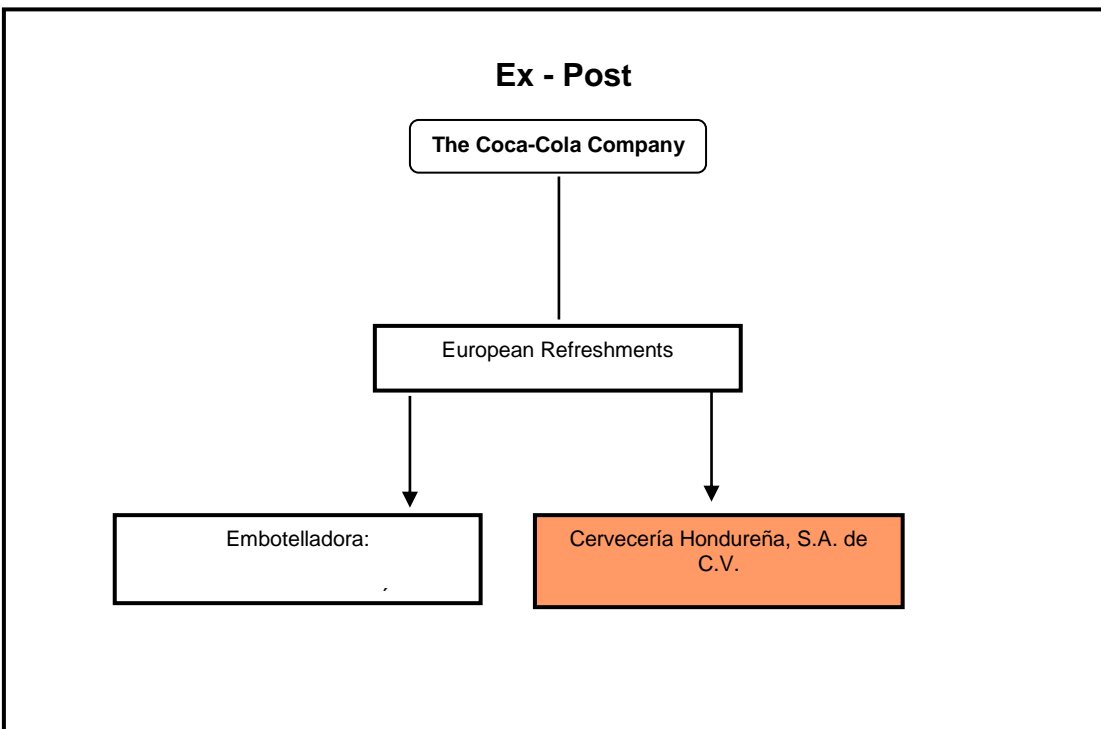 Ex - Post
The Coca-Cola Company
European Refreshments
Embotelladora:
Cervecería Hondureña, S.A. de
C.V.